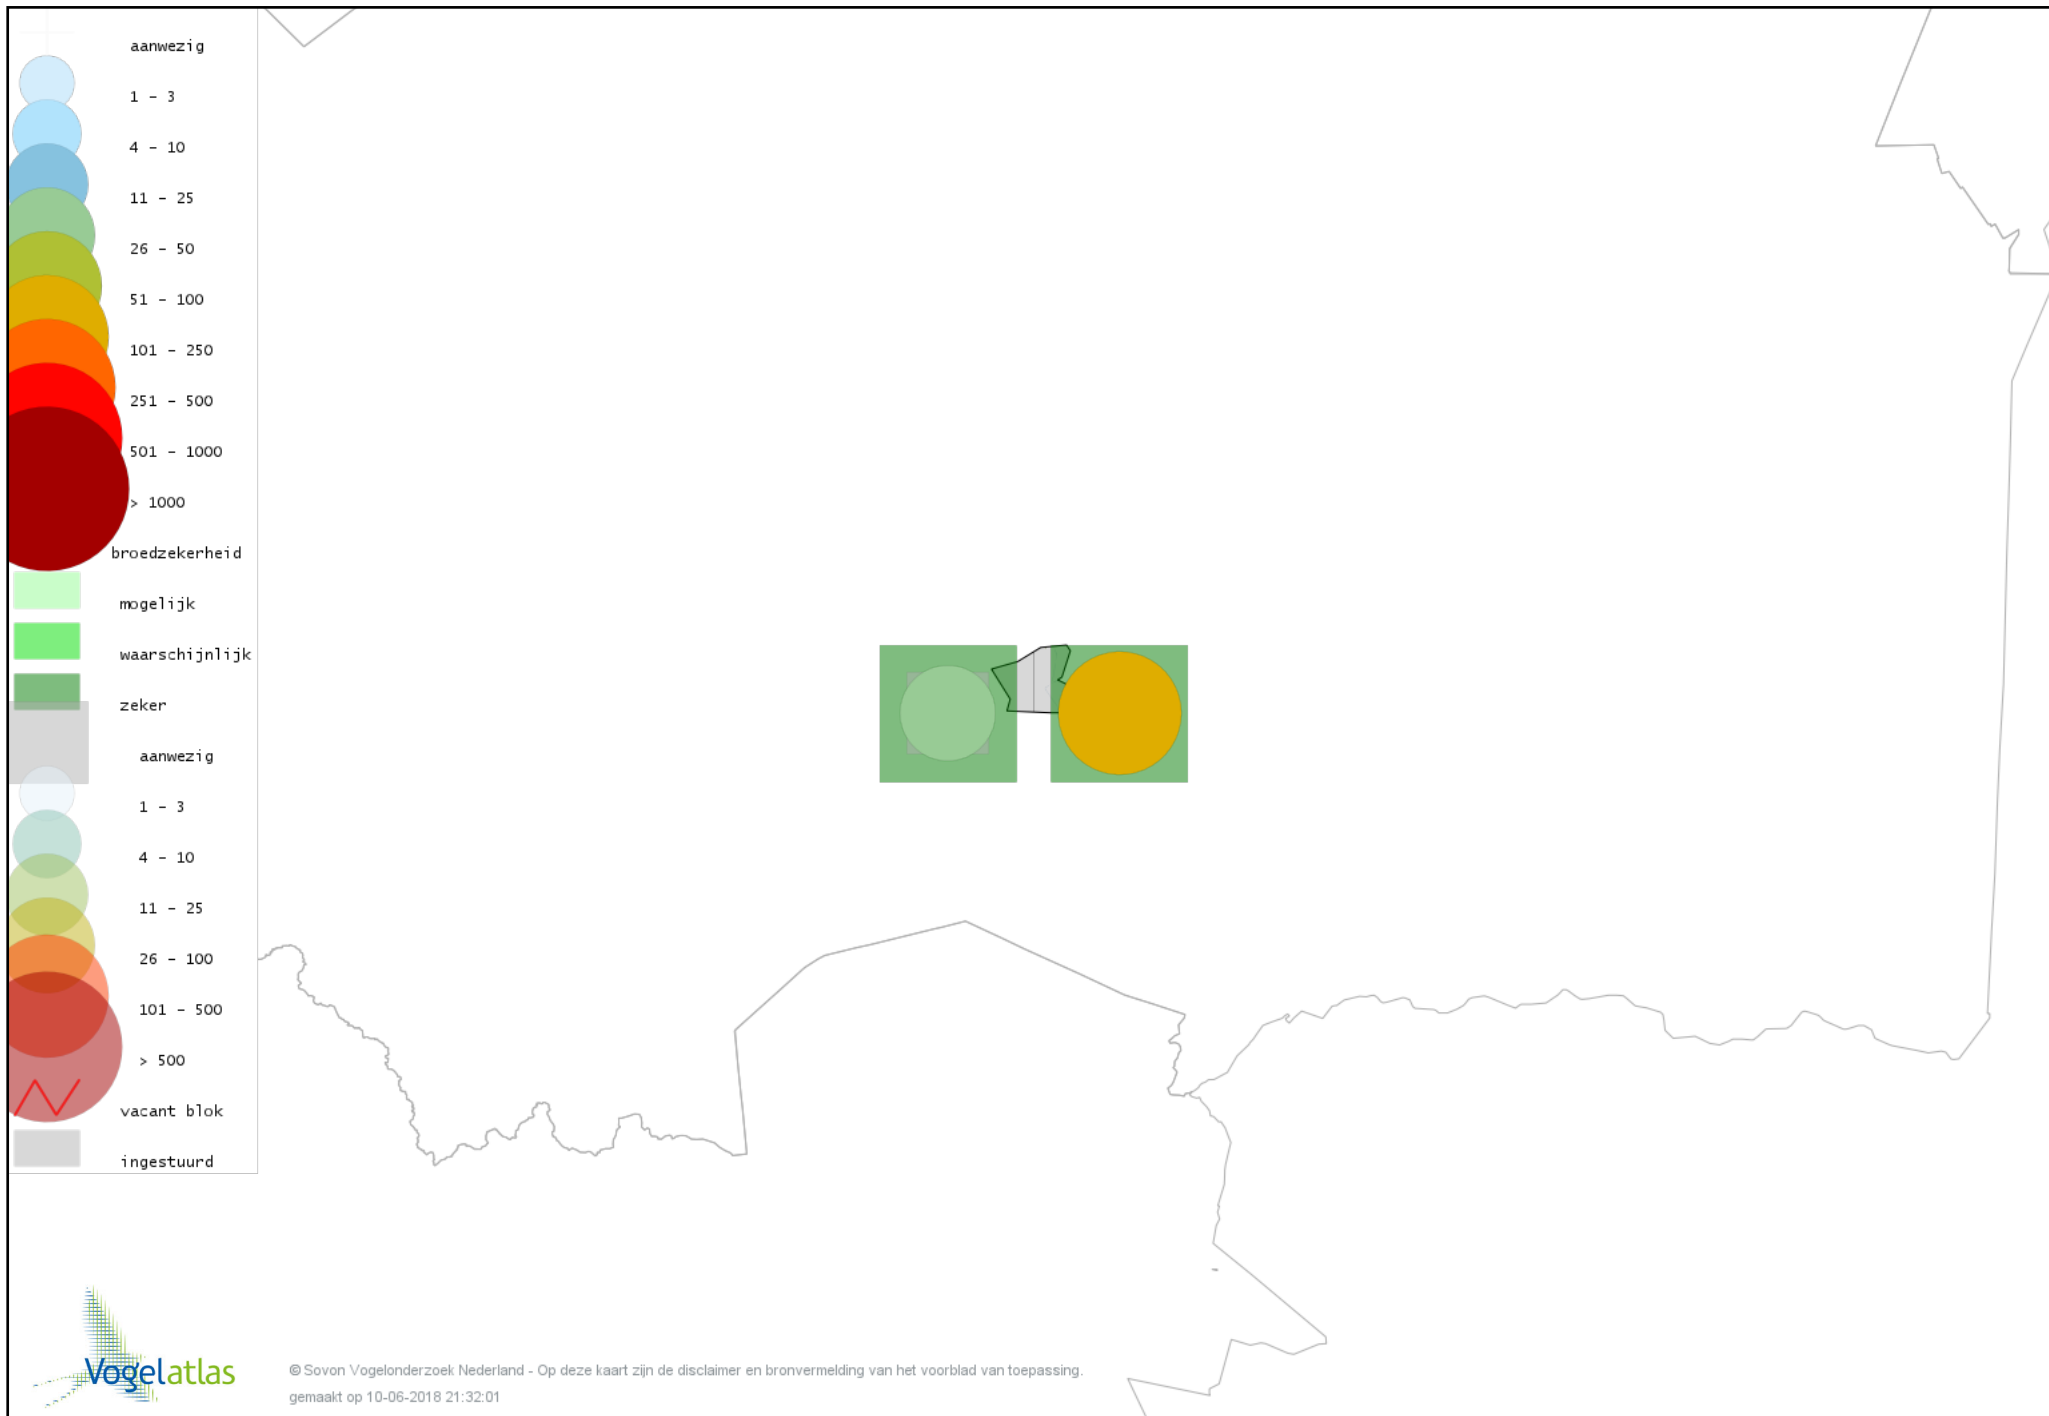 aanwezig
1 - 3
4 - 10
11 - 25
26 - 50
51 - 100
101 - 250
251 - 500
501 - 1000
> 1000
broedzekerheid
mogelijk
waarschijnlijk
zeker
aanwezig
1 - 3
4 - 10
11 - 25
26 - 100
101 - 500
> 500
vacant blok
ingestuurd
Vogelatlas
© Sovon Vogelonderzoek Nederland - Op deze kaart zijn de disclaimer en bronvermelding van het voorblad van toepassing.
gemaakt op 10-06-2018 21:32:01